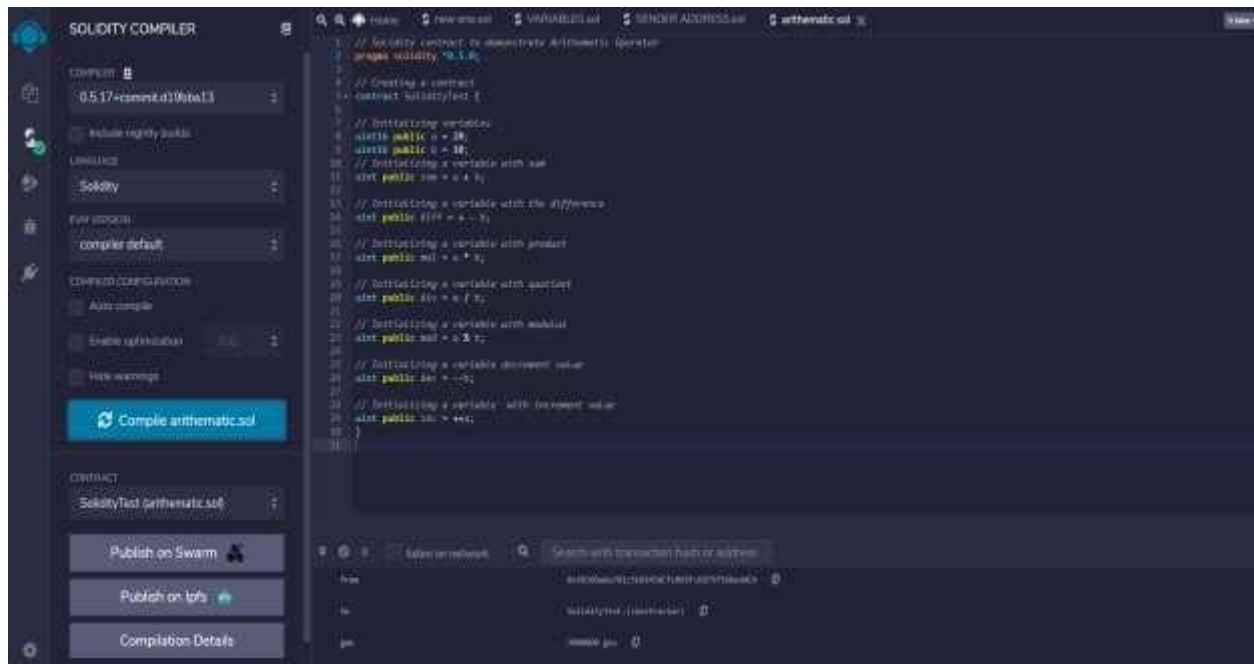 SOLIDITY COMPILER
COMPILER
0.5.17+commit.d19bba13
Include nightly builds
LANGUAGE
Solidity
EVM VERSION
compiler default
COMPILER CONFIGURATION
Auto compile
Enable optimization
Hide warnings
Compile arithematic.sol
CONTRACT
SolidityTest (arithematic.sol)
Publish on Swarm
Publish on Ipfs
Compilation Details
Home VARIABLES.sol SENDER ADDRESS.sol arthematic.sol
// Solidity contract to demonstrate Arithematic Operator
pragma solidity ^0.5.0;
// Creating a contract
contract SolidityTest {
// Initializing variables
uint16 public a = 20;
uint16 public b = 10;
// Initializing a variable with sum
uint public sum = a + b;
// Initializing a variable with the difference
uint public diff = a - b;
// Initializing a variable with product
uint public mul = a * b;
// Initializing a variable with quotient
uint public div = a / b;
// Initializing a variable with modulus
uint public mod = a % b;
// Initializing a variable decrement value
uint public dec = --b;
// Initializing a variable with increment value
uint public inc = ++a;
}
listen on network
Search with transaction hash or address
from
to SolidityTest.(constructor)
gas 3000000 gas